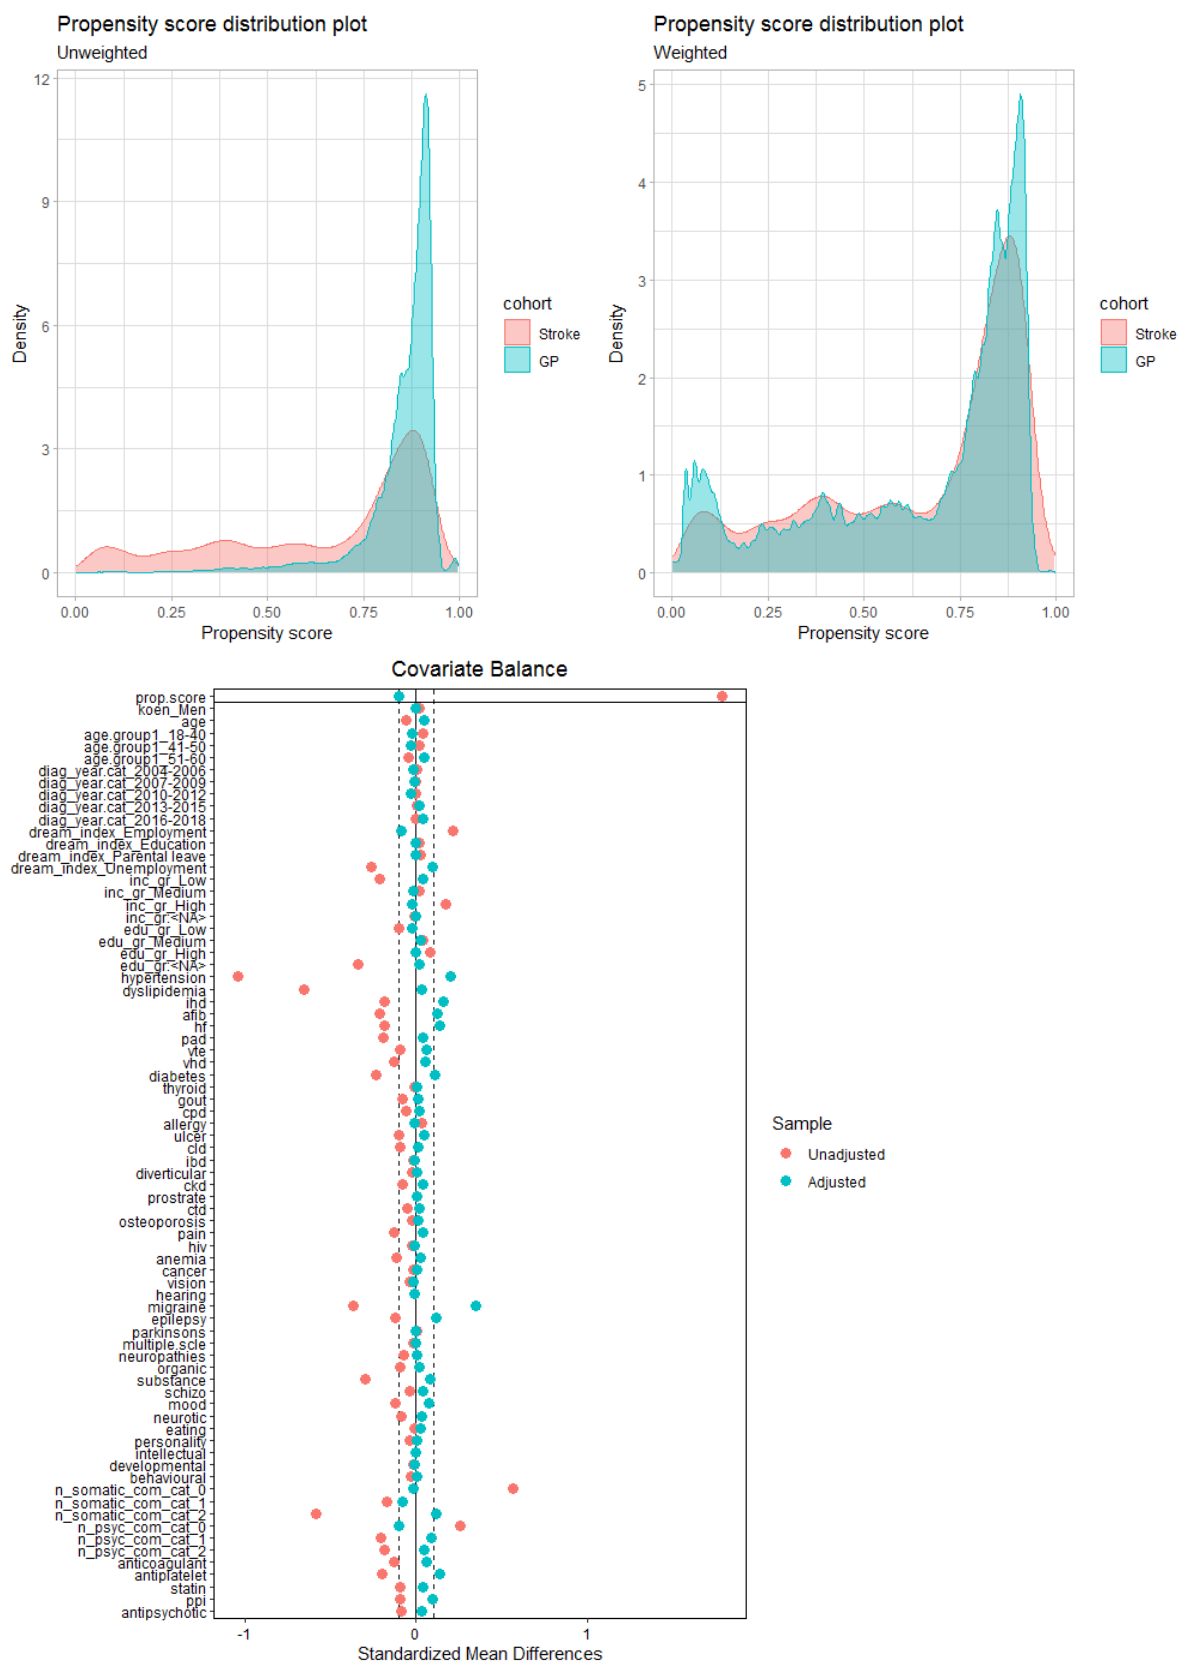 Propensity score distribution plot
Unweighted
12
9
6
3
0
Density
0.00 0.25 0.50 0.75 1.00
Propensity score
cohort
Stroke
GP
Propensity score distribution plot
Weighted
5
4
3
2
1
0
Density
0.00 0.25 0.50 0.75 1.00
Propensity score
cohort
Stroke
GP
Covariate Balance
prop.score
koen_Men
age
age.group1_18-40
age.group1_41-50
age.group1_51-60
diag_year.cat_2004-2006
diag_year.cat_2007-2009
diag_year.cat_2010-2012
diag_year.cat_2013-2015
diag_year.cat_2016-2018
dream_index_Employment
dream_index_Education
dream_index_Parental leave
dream_index_Unemployment
inc_gr_Low
inc_gr_Medium
inc_gr_High
inc_gr:<NA>
edu_gr_Low
edu_gr_Medium
edu_gr_High
edu_gr:<NA>
hypertension
dyslipidemia
ihd
afib
hf
pad
vte
vhd
diabetes
thyroid
gout
cpd
allergy
ulcer
cld
ibd
diverticular
ckd
prostrate
ctd
osteoporosis
pain
hiv
anemia
cancer
vision
hearing
migraine
epilepsy
parkinsons
multiple.scle
neuropathies
organic
substance
schizo
mood
neurotic
eating
personality
intellectual
developmental
behavioural
n_somatic_com_cat_0
n_somatic_com_cat_1
n_somatic_com_cat_2
n_psyc_com_cat_0
n_psyc_com_cat_1
n_psyc_com_cat_2
anticoagulant
antiplatelet
statin
ppi
antipsychotic
-1 0 1
Standardized Mean Differences
Sample
Unadjusted
Adjusted